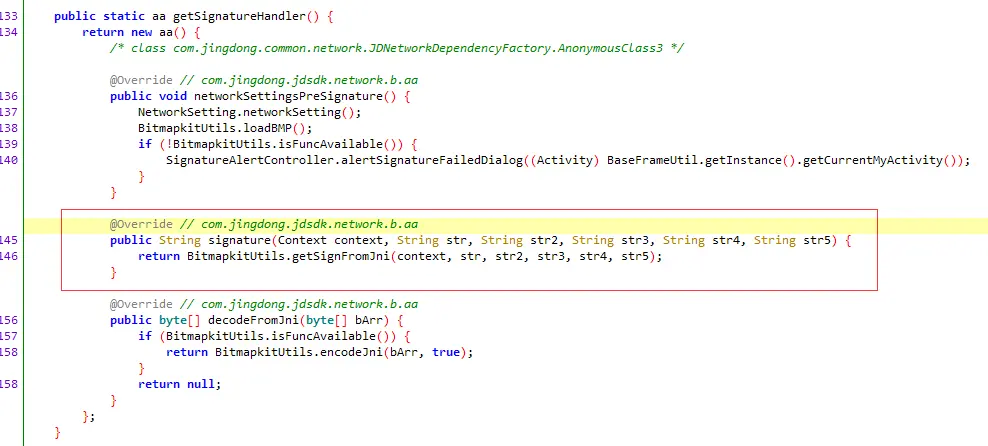 133 public static aa getSignatureHandler() {
134 return new aa() {
/* class com.jingdong.common.network.JDNetworkDependencyFactory.AnonymousClass3 */
@Override // com.jingdong.jdsdk.network.b.aa
136 public void networkSettingsPreSignature() {
137 NetworkSetting.networkSetting();
138 BitmapkitUtils.loadBMP();
139 if (!BitmapkitUtils.isFuncAvailable()) {
140 SignatureAlertController.alertSignatureFailedDialog((Activity) BaseFrameUtil.getInstance().getCurrentMyActivity());
}
}
@Override // com.jingdong.jdsdk.network.b.aa
145 public String signature(Context context, String str, String str2, String str3, String str4, String str5) {
146 return BitmapkitUtils.getSignFromJni(context, str, str2, str3, str4, str5);
}
@Override // com.jingdong.jdsdk.network.b.aa
156 public byte[] decodeFromJni(byte[] bArr) {
157 if (BitmapkitUtils.isFuncAvailable()) {
158 return BitmapkitUtils.encodeJni(bArr, true);
}
158 return null;
}
};
}